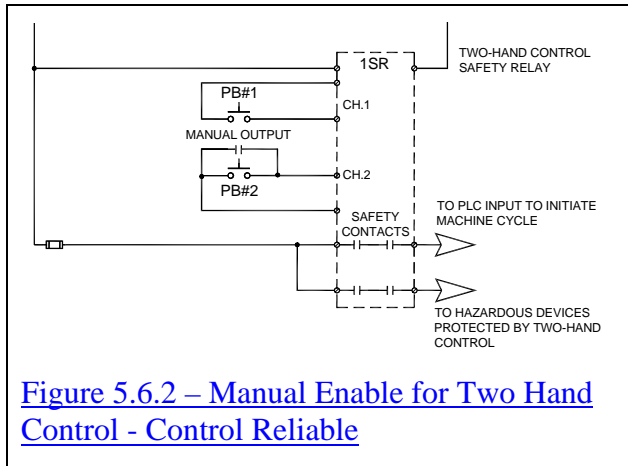 1SR
TWO-HAND CONTROL
SAFETY RELAY
PB#1
CH.1
MANUAL OUTPUT
CH.2
PB#2
SAFETY
CONTACTS
TO PLC INPUT TO INITIATE
MACHINE CYCLE
TO HAZARDOUS DEVICES
PROTECTED BY TWO-HAND
CONTROL
Figure 5.6.2 – Manual Enable for Two Hand
Control - Control Reliable